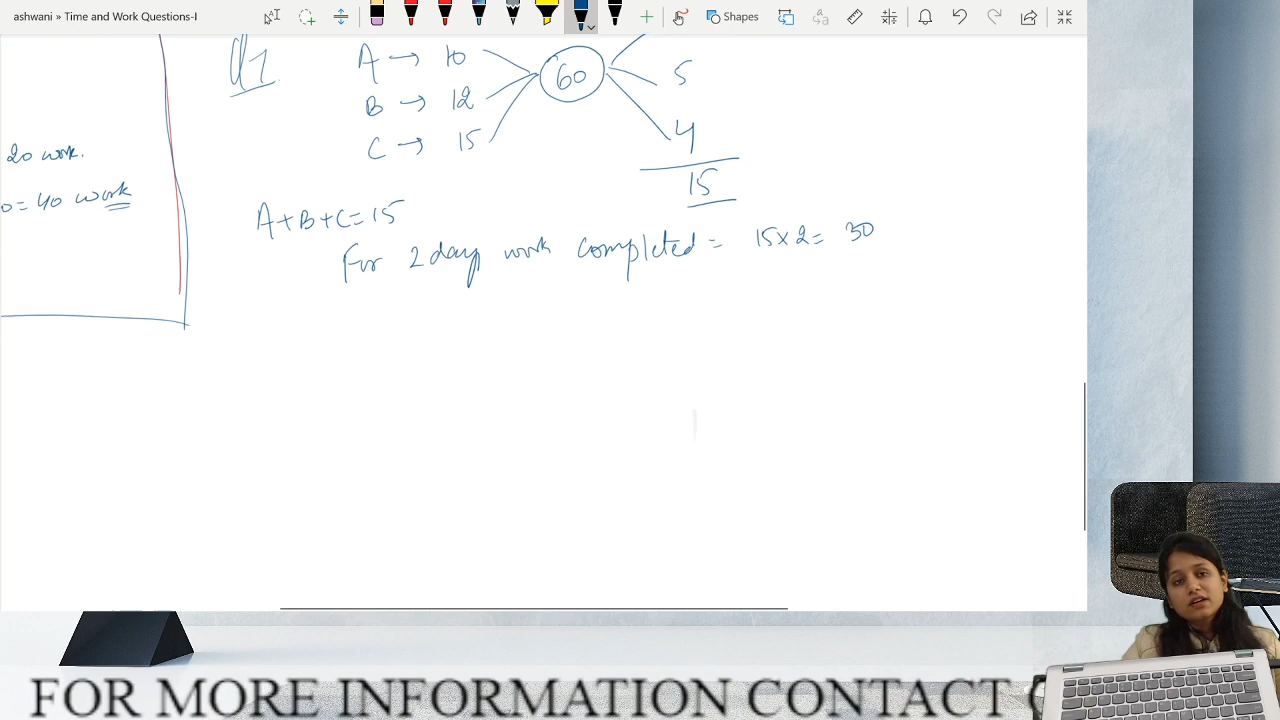 ashwani » Time and Work Questions-I
Shapes
Q1
A → 10
B → 12
C → 15
60
5
4
15
20 work.
0 = 40 work
A+B+C=15
For 2 day work completed = 15×2= 30
FOR MORE INFORMATION CONTACT